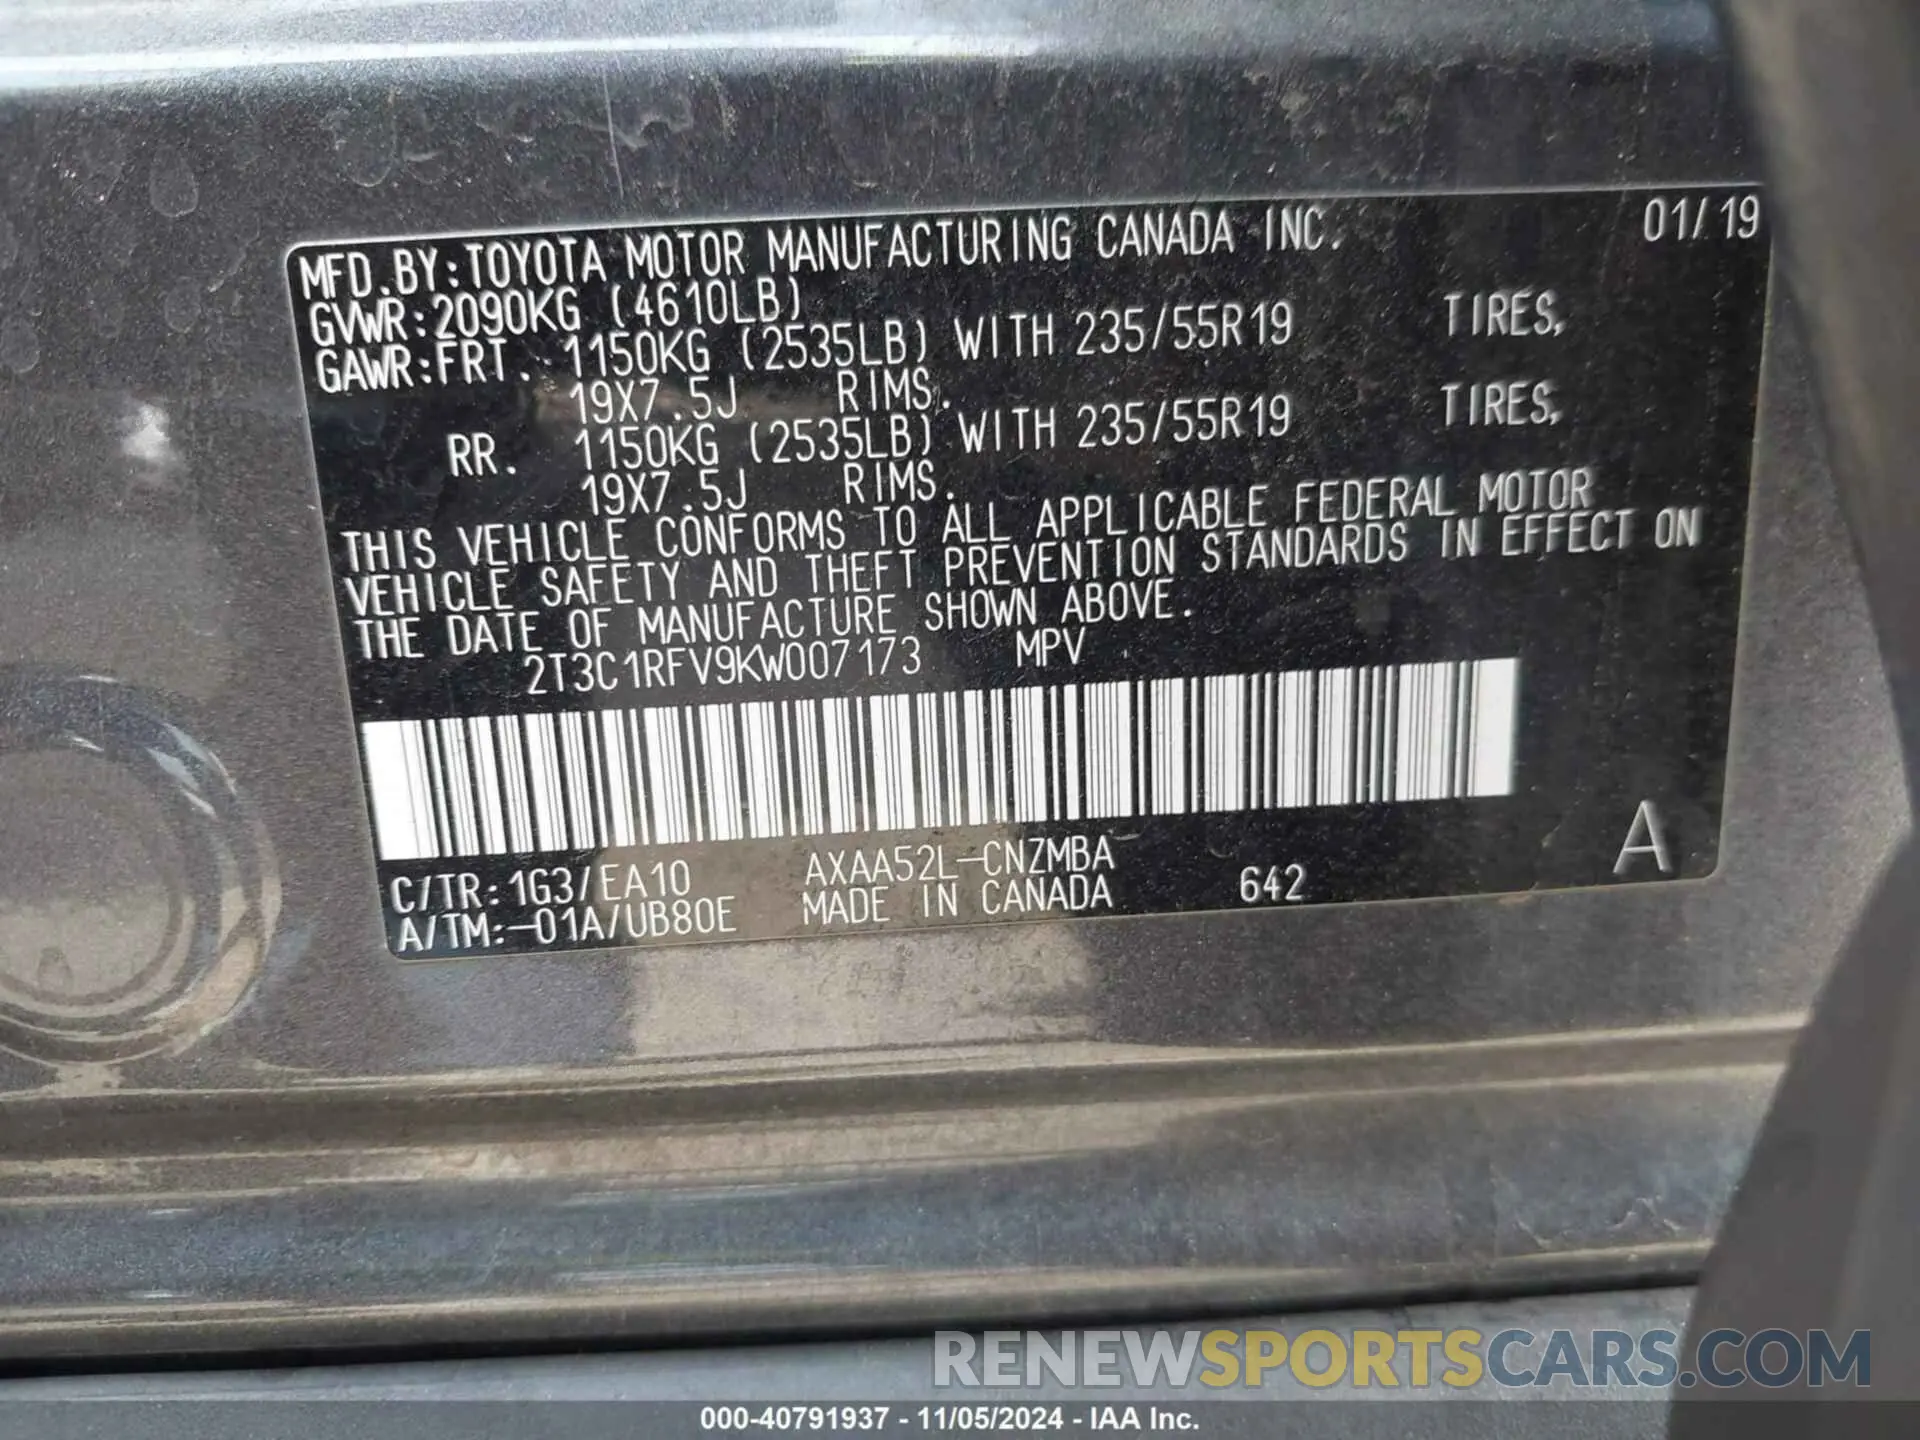 MFD.BY:TOYOTA MOTOR MANUFACTURING CANADA INC. 01/19
GVWR:2090KG (4610LB)
GAWR:FRT. 1150KG (2535LB) WITH 235/55R19 TIRES,
19X7.5J RIMS.
RR. 1150KG (2535LB) WITH 235/55R19 TIRES,
19X7.5J RIMS.
THIS VEHICLE CONFORMS TO ALL APPLICABLE FEDERAL MOTOR
VEHICLE SAFETY AND THEFT PREVENTION STANDARDS IN EFFECT ON
THE DATE OF MANUFACTURE SHOWN ABOVE.
2T3C1RFV9KW007173 MPV
C/TR:1G3/EA10 AXAA52L-CNZMBA
A/TM:-01A/UB80E MADE IN CANADA 642 A
RENEWSPORTSCARS.COM
000-40791937 - 11/05/2024 - IAA Inc.